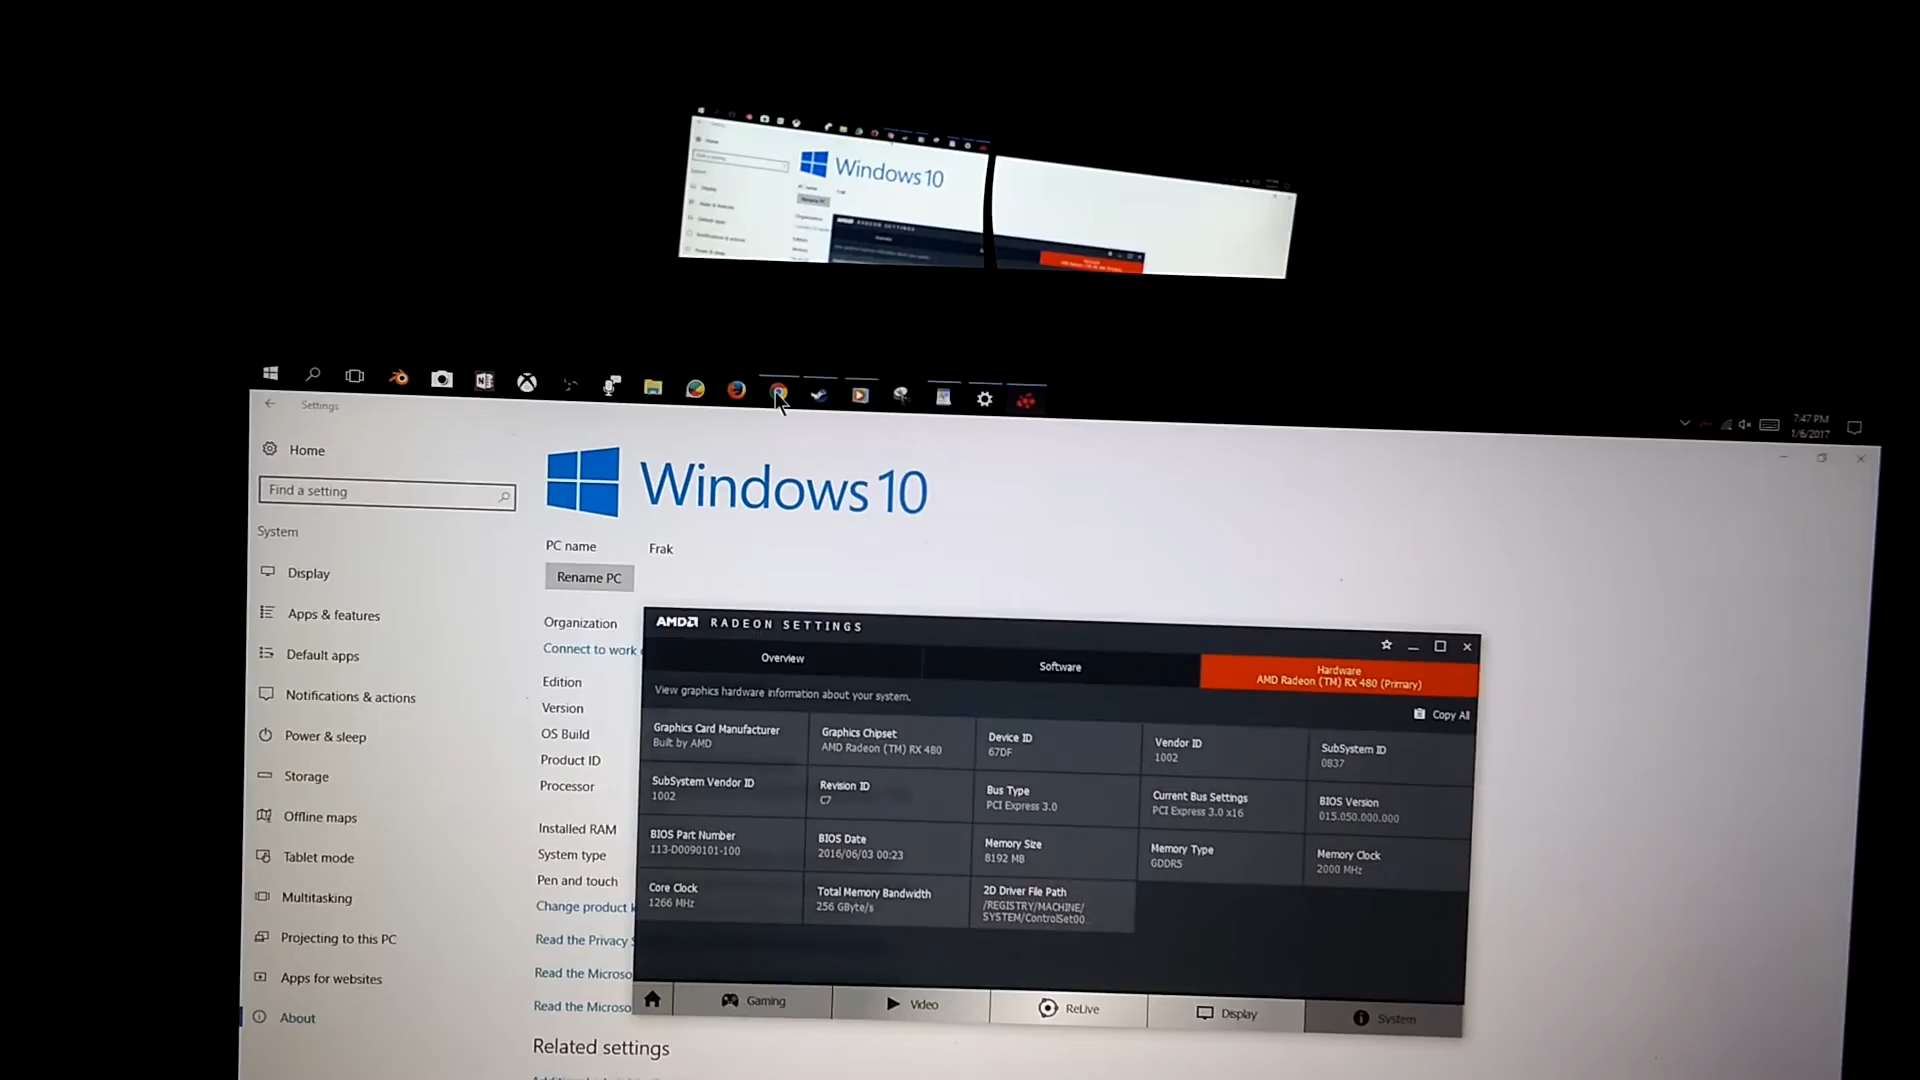 Windows 10
AMD RADEON SETTINGS
7:47 PM
1/6/2017
Settings
Home
Find a setting
System
Display
Apps & features
Default apps
Notifications & actions
Power & sleep
Storage
Offline maps
Tablet mode
Multitasking
Projecting to this PC
Apps for websites
About
Windows 10
PC name Frak
Rename PC
Organization
Connect to work
Edition
Version
OS Build
Product ID
Processor
Installed RAM
System type
Pen and touch
Change product k
Read the Privacy S
Read the Microso
Read the Microso
Related settings
AMD RADEON SETTINGS
Overview Software Hardware
AMD Radeon (TM) RX 480 (Primary)
View graphics hardware information about your system.
Copy All
Graphics Card Manufacturer
Built by AMD
Graphics Chipset
AMD Radeon (TM) RX 480
Device ID
67DF
Vendor ID
1002
SubSystem ID
0B37
SubSystem Vendor ID
1002
Revision ID
C7
Bus Type
PCI Express 3.0
Current Bus Settings
PCI Express 3.0 x16
BIOS Version
015.050.000.000
BIOS Part Number
113-D0090101-100
BIOS Date
2016/06/03 00:23
Memory Size
8192 MB
Memory Type
GDDR5
Memory Clock
2000 MHz
Core Clock
1266 MHz
Total Memory Bandwidth
256 GByte/s
2D Driver File Path
/REGISTRY/MACHINE/
SYSTEM/ControlSet00
Gaming Video ReLive Display System